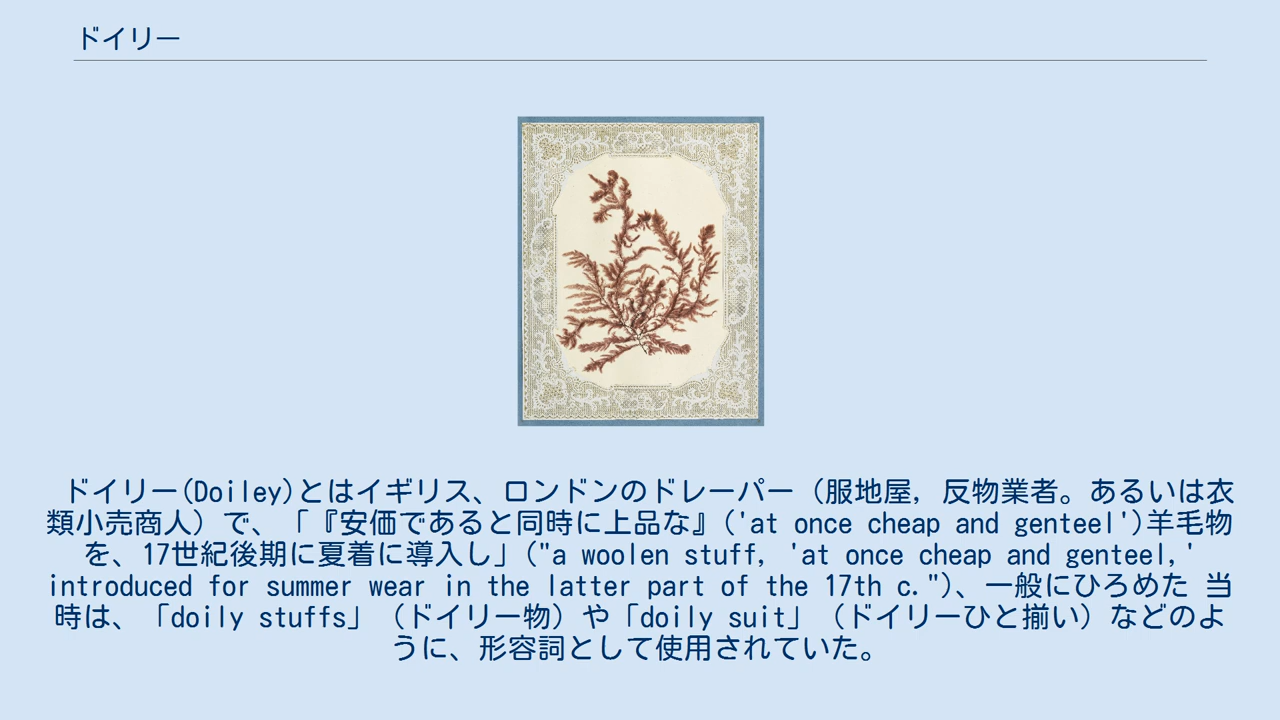 ドイリー
ドイリー(Doiley)とはイギリス、ロンドンのドレーパー（服地屋, 反物業者。あるいは衣
類小売商人）で、「『安価であると同時に上品な』('at once cheap and genteel')羊毛物
を、17世紀後期に夏着に導入し」("a woolen stuff, 'at once cheap and genteel,'
introduced for summer wear in the latter part of the 17th c.")、一般にひろめた 当
時は、「doily stuffs」（ドイリー物）や「doily suit」（ドイリーひと揃い）などのよ
うに、形容詞として使用されていた。